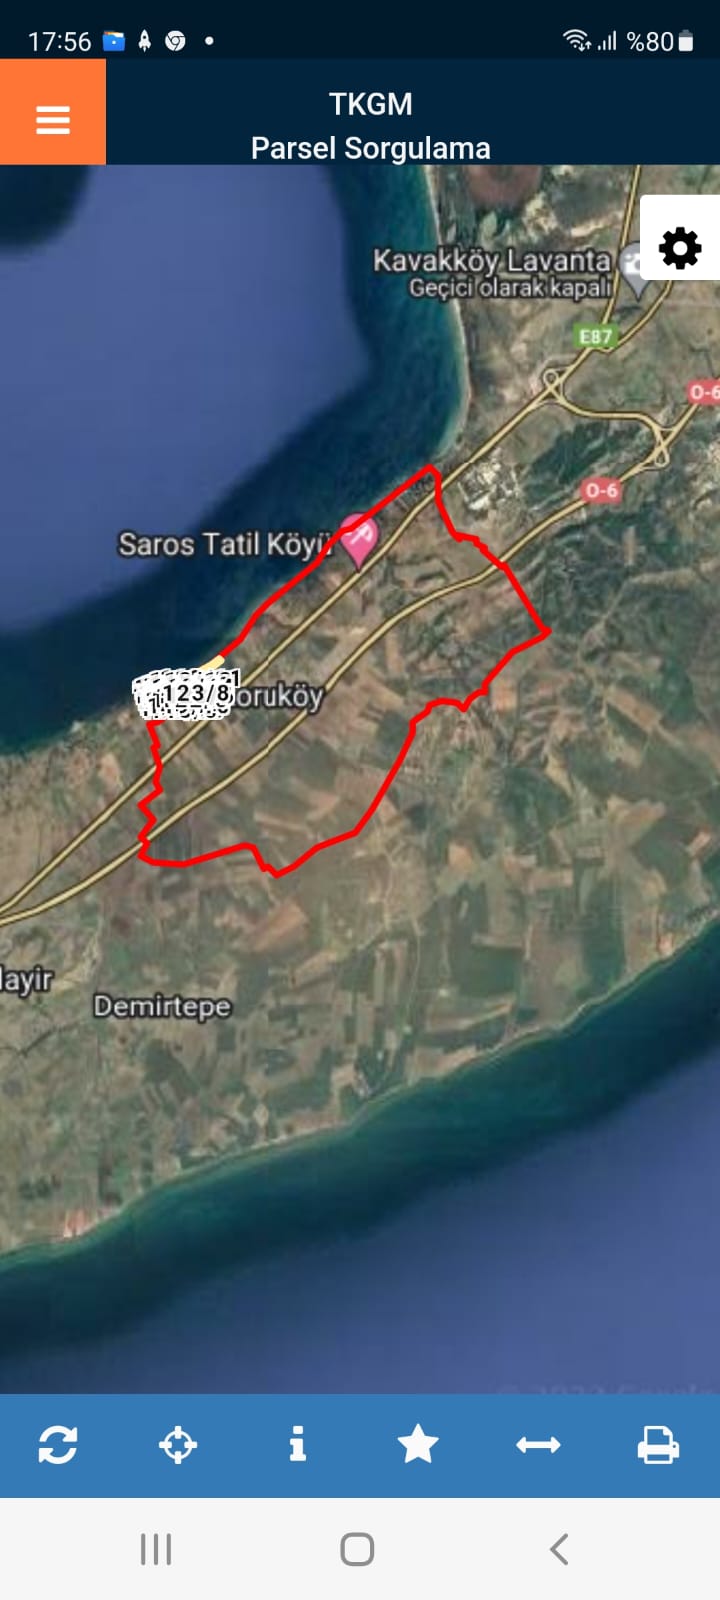 17:56 %80
TKGM
Parsel Sorgulama
Kavakköy Lavanta
Geçici olarak kapalı
E87
O-6
O-6
Saros Tatil Köyü
123/8
oruköy
layir
Demirtepe